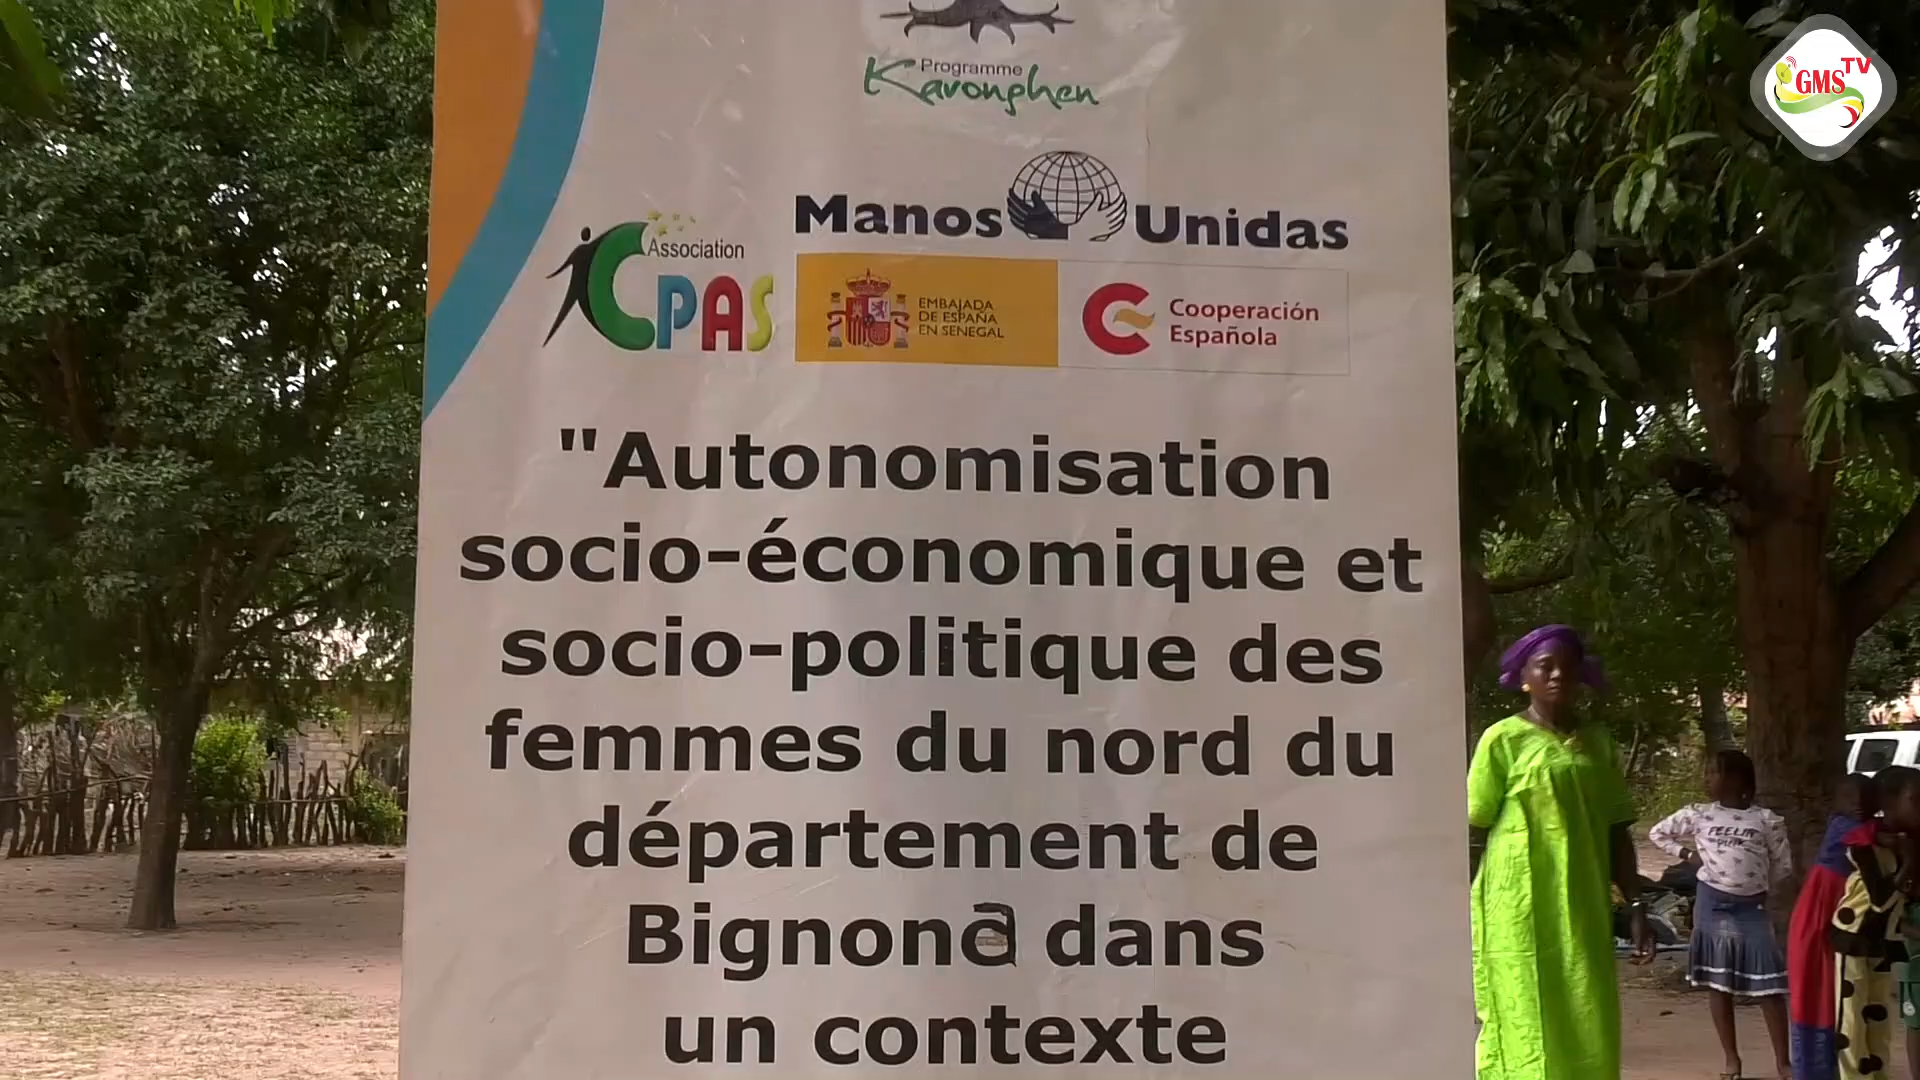 Programme
Karonghen
Manos Unidas
Association
CPAS
EMBAJADA
DE ESPAÑA
EN SENEGAL
Cooperación
Española
"Autonomisation
socio-économique et
socio-politique des
femmes du nord du
département de
Bignona dans
un contexte
GMS TV